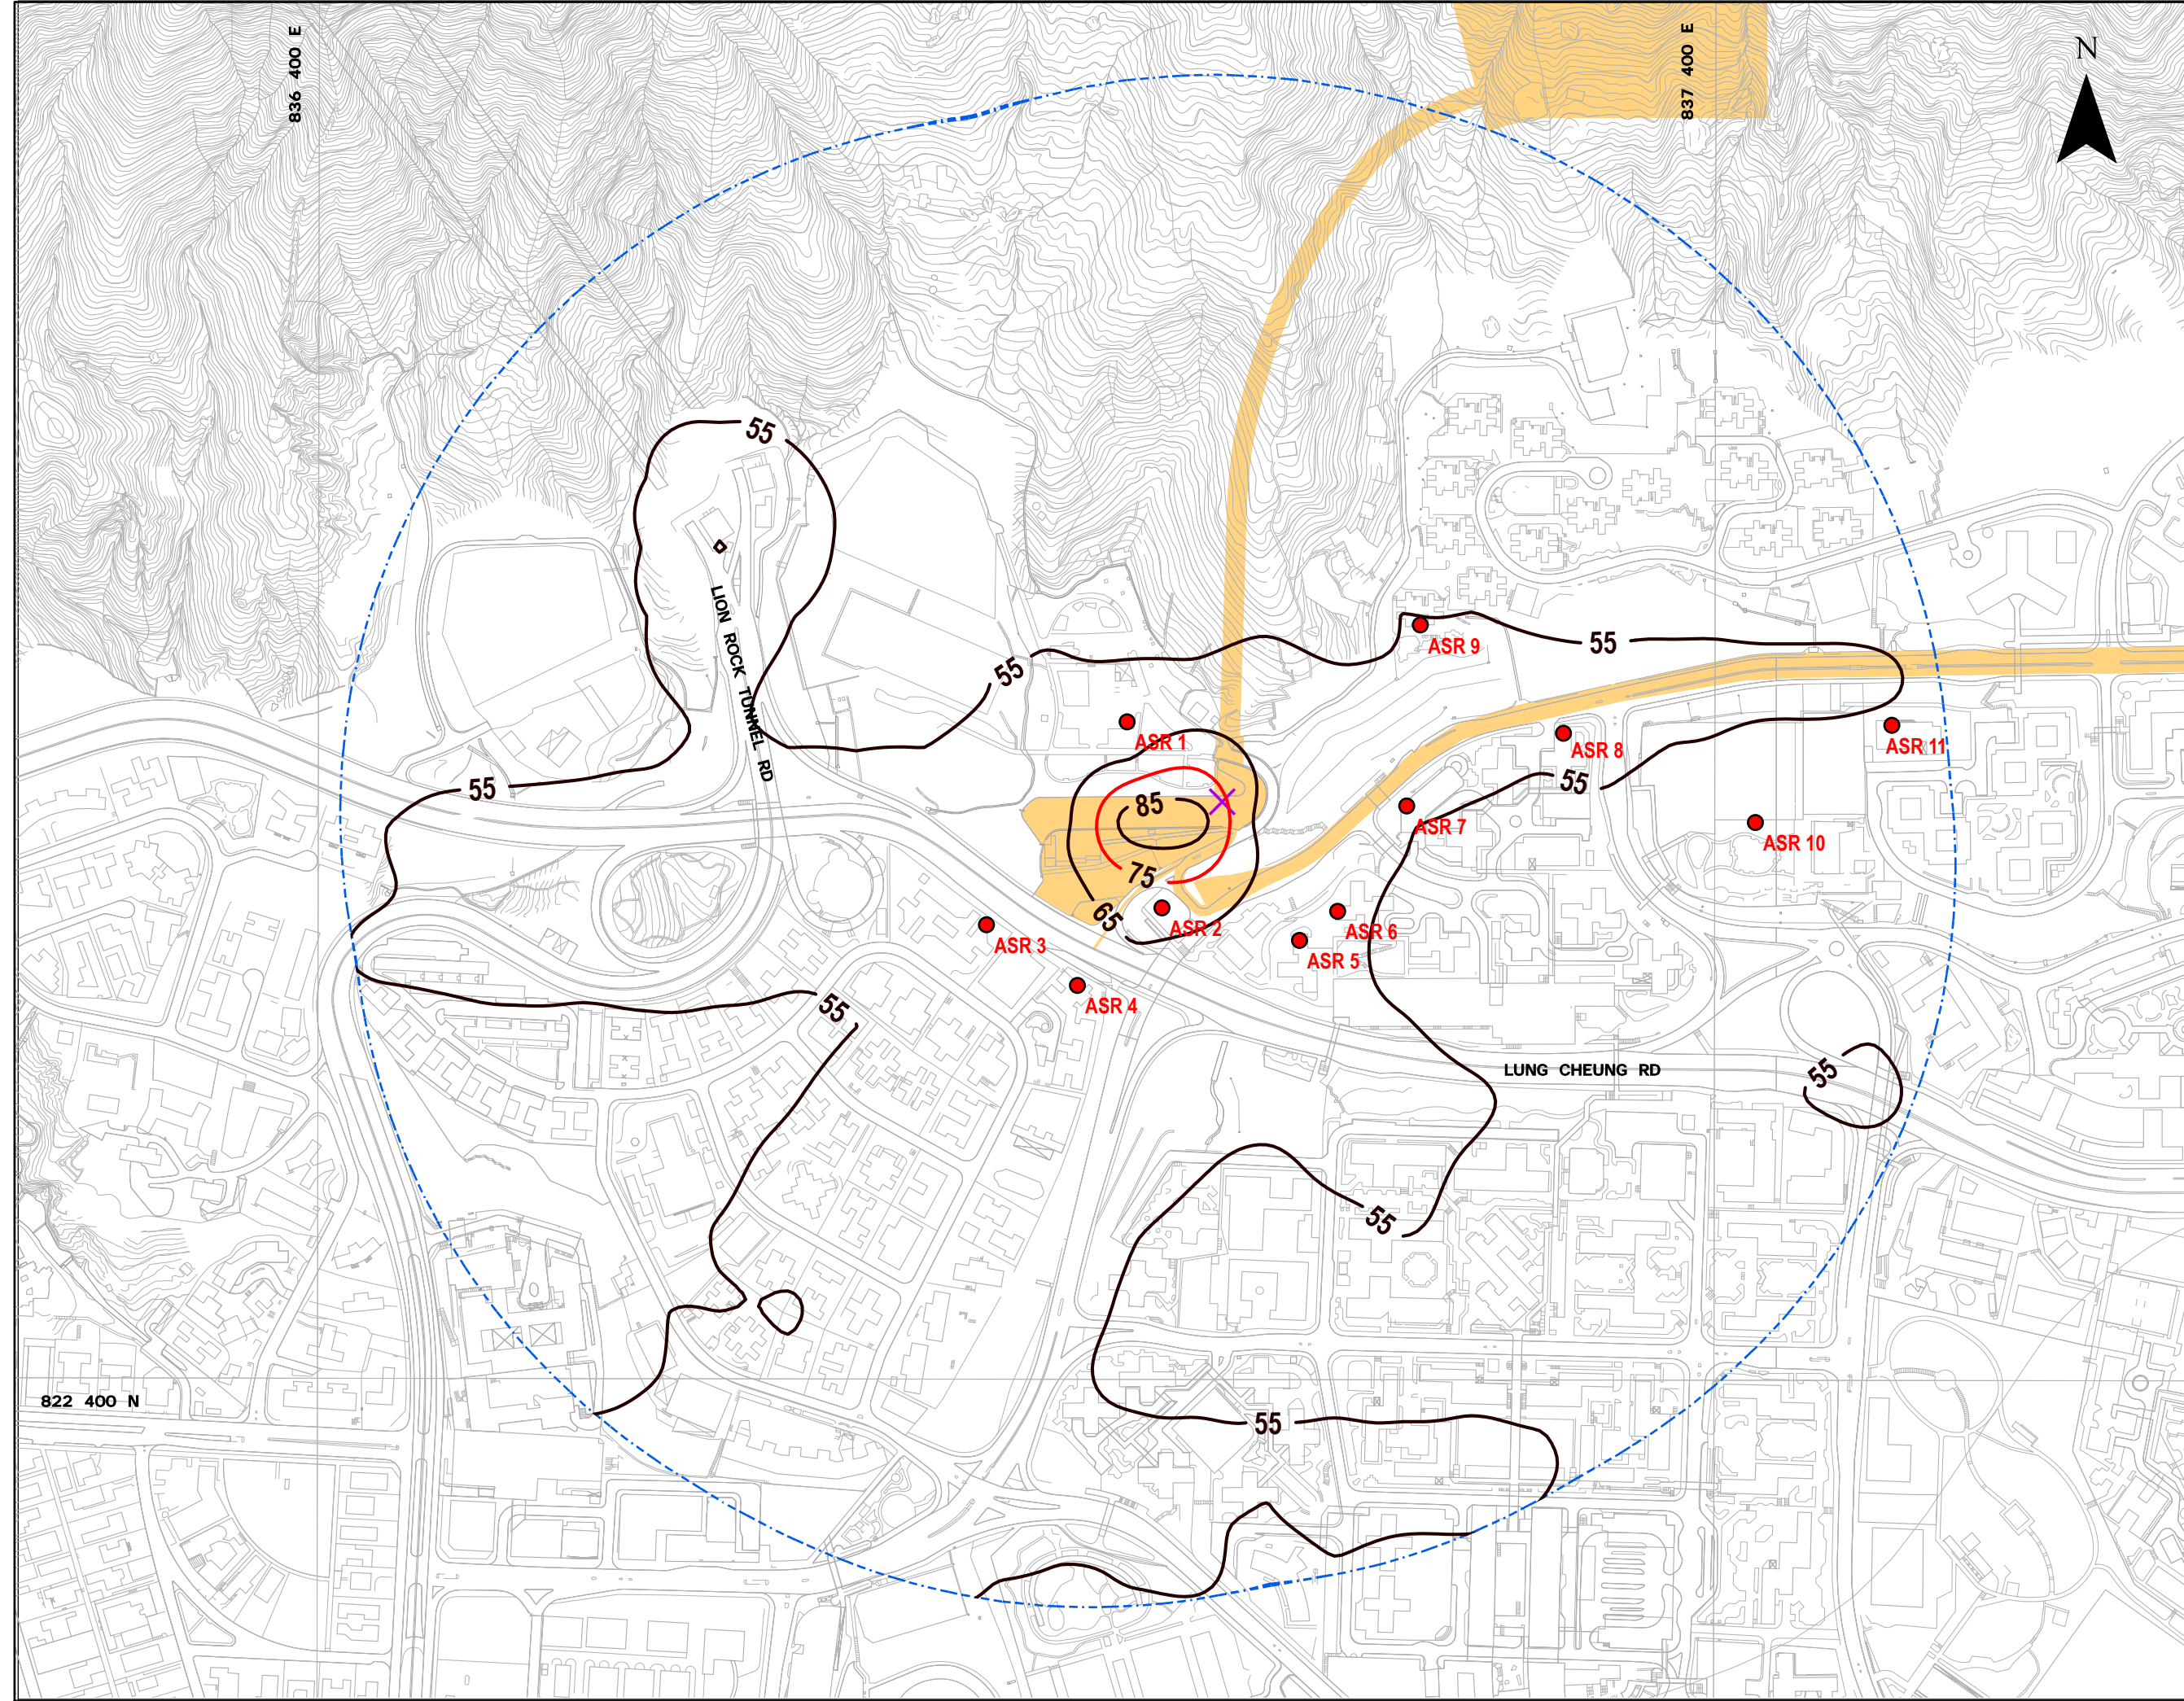 836 400 E
837 400 E
N
55
LION ROCK TUNNEL RD
55
ASR 9
55
ASR 1
ASR 8
ASR 11
55
55
85
ASR 7
ASR 10
75
65
ASR 2
ASR 6
ASR 3
ASR 5
55
ASR 4
LUNG CHEUNG RD
55
55
822 400 N
55